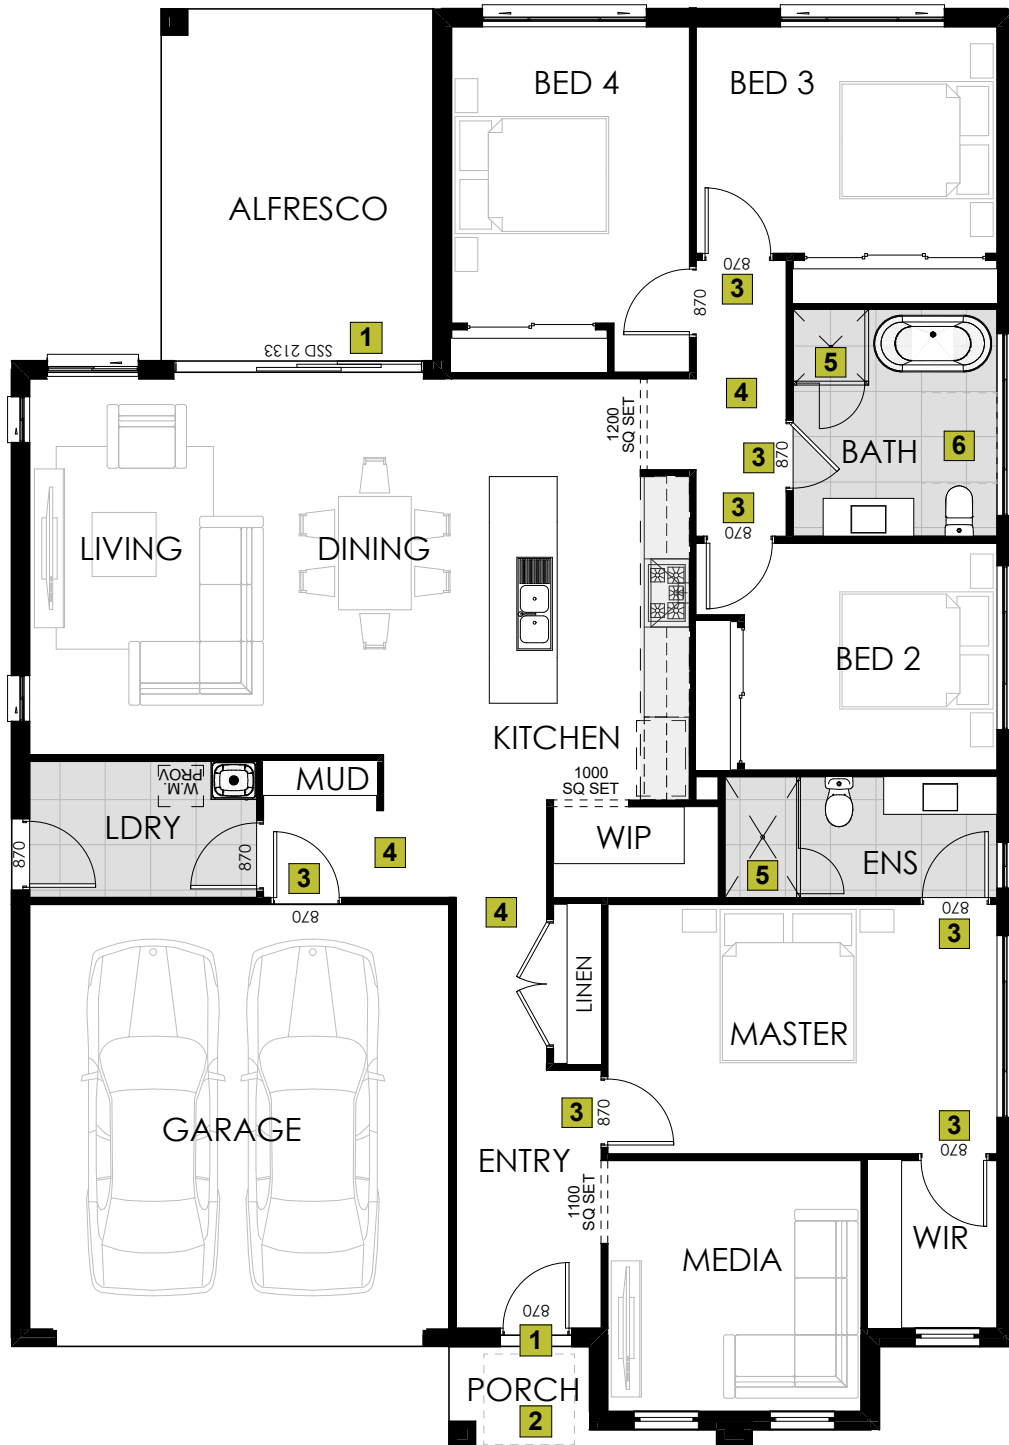 BED 4
BED 3
ALFRESCO
870
3
870
1
SSD 2133
5
4
1200
SQ SET
3
870
BATH
6
3
870
LIVING
DINING
BED 2
KITCHEN
W.M.
PROV
MUD
1000
SQ SET
LDRY
WIP
870
870
4
ENS
3
5
870
4
870
3
LINEN
MASTER
3
870
3
870
GARAGE
ENTRY
1100
SQ SET
WIR
MEDIA
870
1
PORCH
2